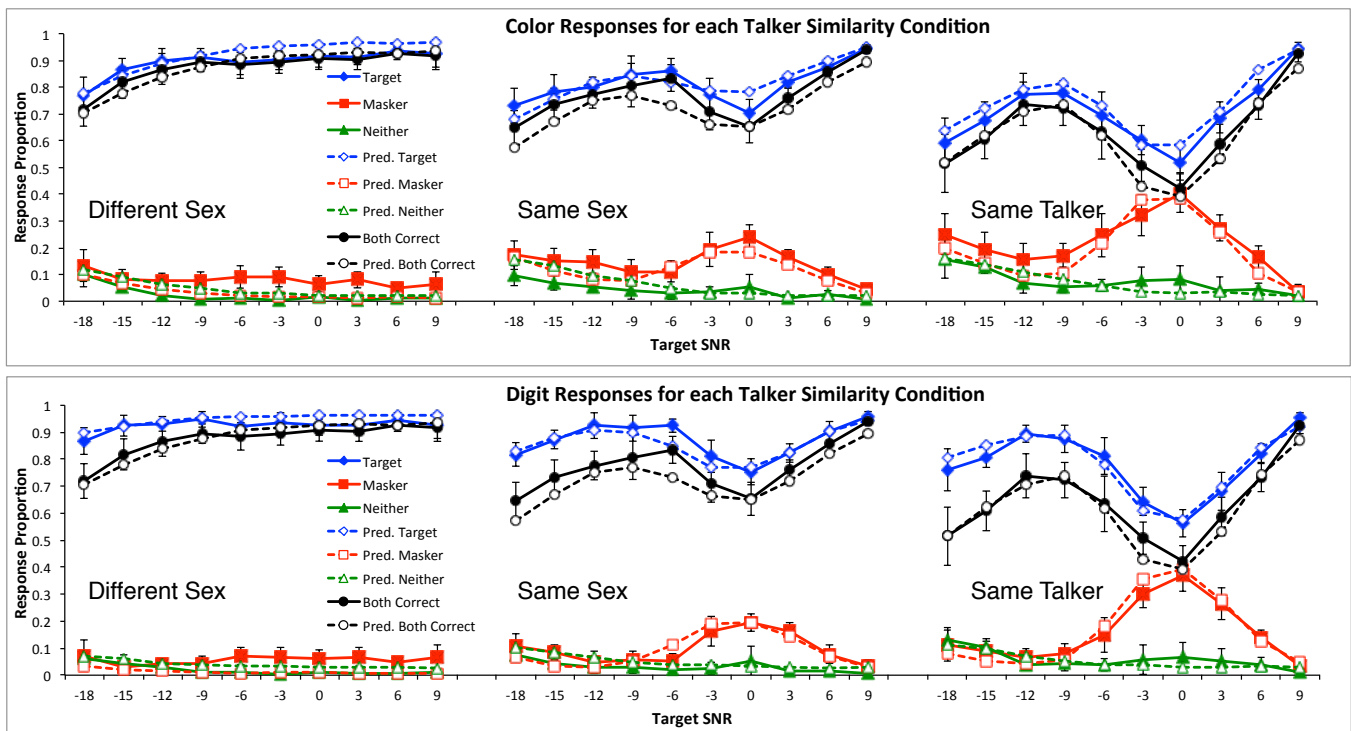 Color Responses for each Talker Similarity Condition
Response Proportion
1
0.9
0.8
0.7
0.6
0.5
0.4
0.3
0.2
0.1
0
Target
Masker
Neither
Pred. Target
Pred. Masker
Pred. Neither
Both Correct
Pred. Both Correct
Different Sex
Same Sex
Same Talker
-18 -15 -12 -9 -6 -3 0 3 6 9
-18 -15 -12 -9 -6 -3 0 3 6 9
-18 -15 -12 -9 -6 -3 0 3 6 9
Target SNR
Digit Responses for each Talker Similarity Condition
Response Proportion
1
0.9
0.8
0.7
0.6
0.5
0.4
0.3
0.2
0.1
0
Target
Masker
Neither
Pred. Target
Pred. Masker
Pred. Neither
Both Correct
Pred. Both Correct
Different Sex
Same Sex
Same Talker
-18 -15 -12 -9 -6 -3 0 3 6 9
-18 -15 -12 -9 -6 -3 0 3 6 9
-18 -15 -12 -9 -6 -3 0 3 6 9
Target SNR